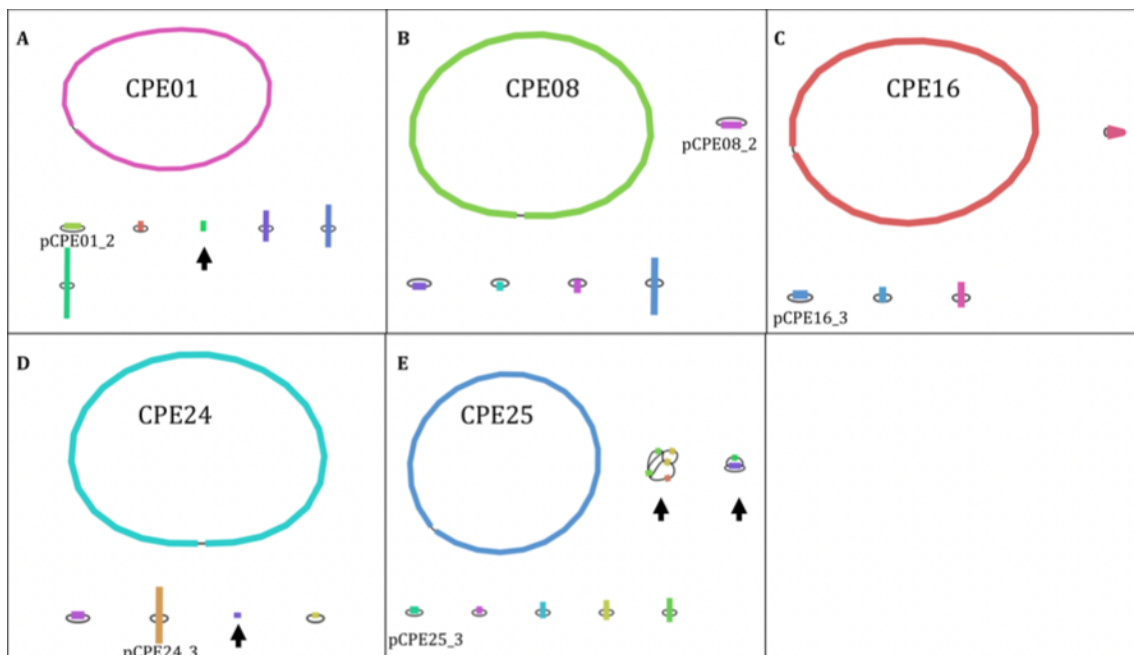 A
CPE01
pCPE01_2
B
CPE08
pCPE08_2
C
CPE16
pCPE16_3
D
CPE24
pCPE24_3
E
CPE25
pCPE25_3